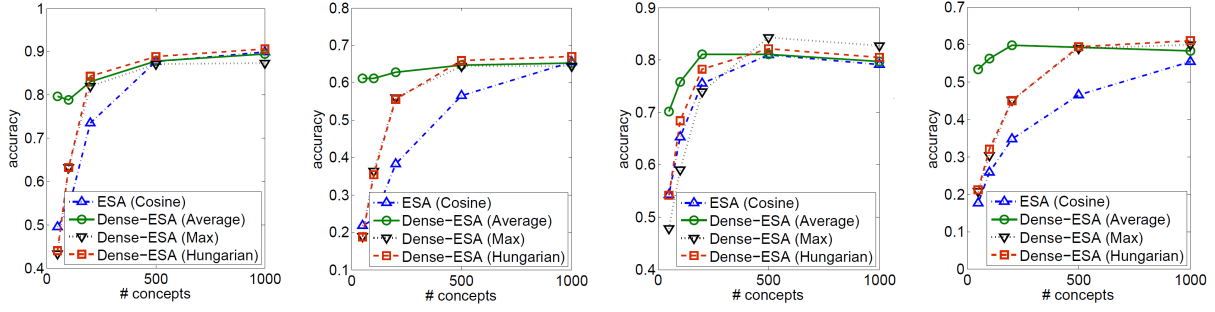 1
0.9
0.8
0.7
0.6
0.5
0.4
accuracy
ESA (Cosine)
Dense−ESA (Average)
Dense−ESA (Max)
Dense−ESA (Hungarian)
0 500 1000
# concepts
0.8
0.7
0.6
0.5
0.4
0.3
0.2
0.1
accuracy
ESA (Cosine)
Dense−ESA (Average)
Dense−ESA (Max)
Dense−ESA (Hungarian)
0 500 1000
# concepts
0.9
0.8
0.7
0.6
0.5
0.4
accuracy
ESA (Cosine)
Dense−ESA (Average)
Dense−ESA (Max)
Dense−ESA (Hungarian)
0 500 1000
# concepts
0.7
0.6
0.5
0.4
0.3
0.2
0.1
0
accuracy
ESA (Cosine)
Dense−ESA (Average)
Dense−ESA (Max)
Dense−ESA (Hungarian)
0 500 1000
# concepts